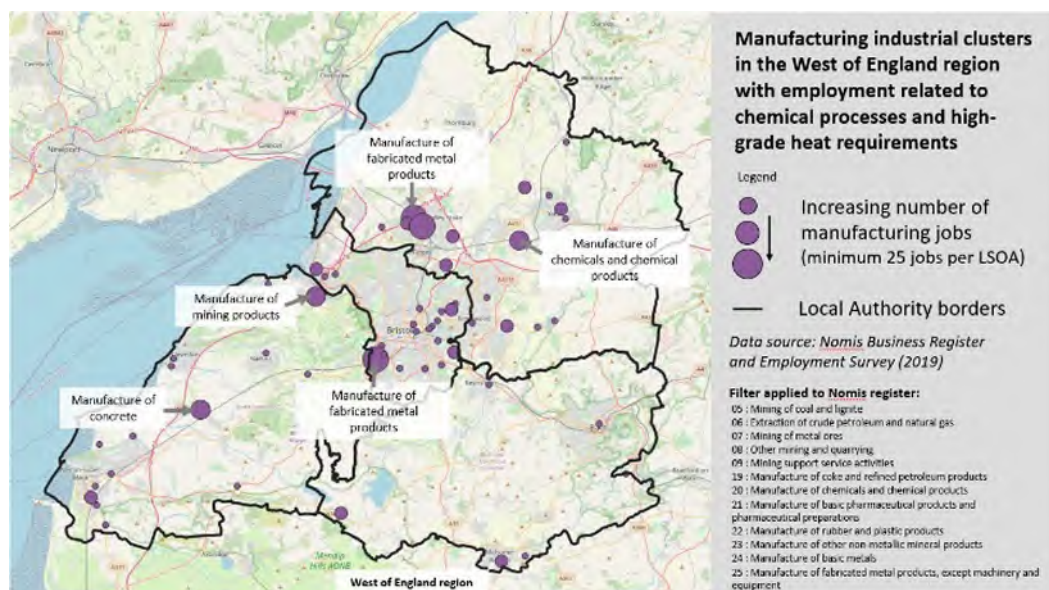 Manufacturing industrial clusters
in the West of England region
with employment related to
chemical processes and high-
grade heat requirements
Legend
Increasing number of
manufacturing jobs
(minimum 25 jobs per LSOA)
Local Authority borders
Data source: Nomis Business Register
and Employment Survey (2019)
Filter applied to Nomis register:
05 : Mining of coal and lignite
06 : Extraction of crude petroleum and natural gas
07 : Mining of metal ores
08 : Other mining and quarrying
09 : Mining support service activities
19 : Manufacture of coke and refined petroleum products
20 : Manufacture of chemicals and chemical products
21 : Manufacture of basic pharmaceutical products and
pharmaceutical preparations
22 : Manufacture of rubber and plastic products
23 : Manufacture of other non-metallic mineral products
24 : Manufacture of basic metals
25 : Manufacture of fabricated metal products, except machinery and
equipment
Manufacture of
fabricated metal
products
Manufacture of
chemicals and chemical
products
Manufacture of
mining products
Manufacture of
concrete
Manufacture of
fabricated metal
products
Newport
Thornbury
Bristol
Mendip
Hills AONB
West of England region